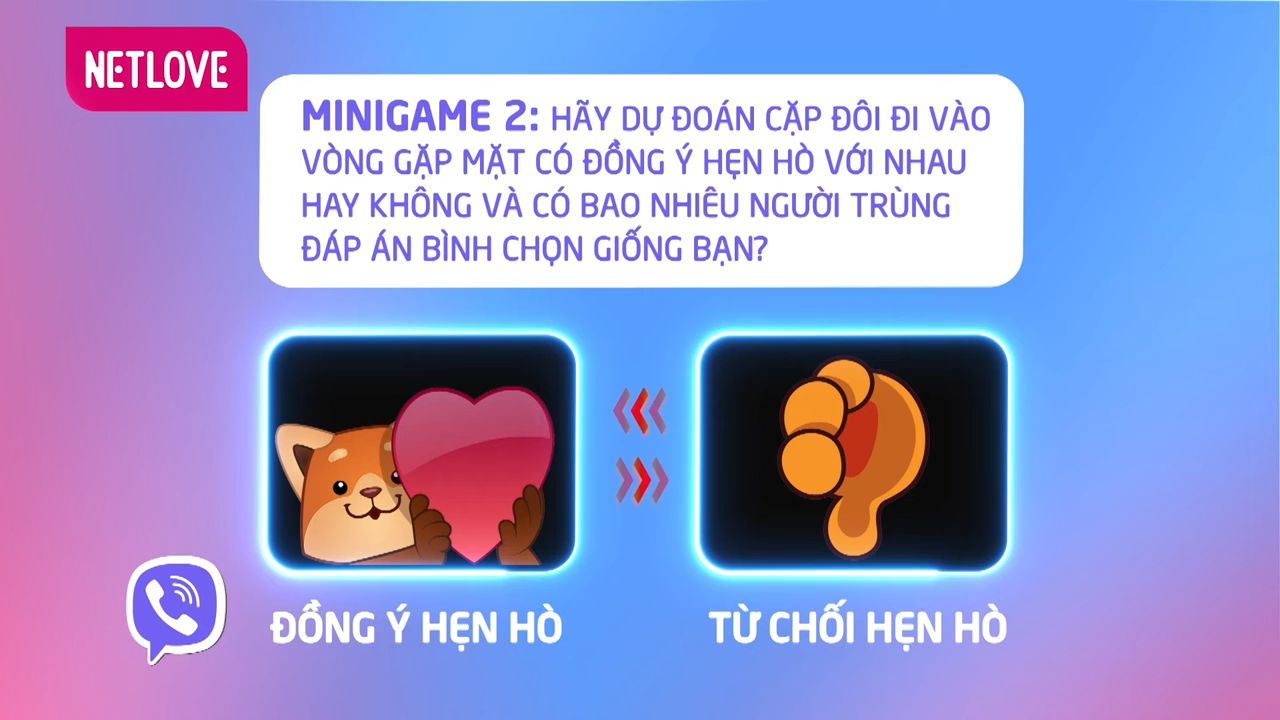 NETLOVE
MINIGAME 2: HÃY DỰ ĐOÁN CẶP ĐÔI ĐI VÀO
VÒNG GẶP MẶT CÓ ĐỒNG Ý HẸN HÒ VỚI NHAU
HAY KHÔNG VÀ CÓ BAO NHIÊU NGƯỜI TRÙNG
ĐÁP ÁN BÌNH CHỌN GIỐNG BẠN?
ĐỒNG Ý HẸN HÒ
TỪ CHỐI HẸN HÒ